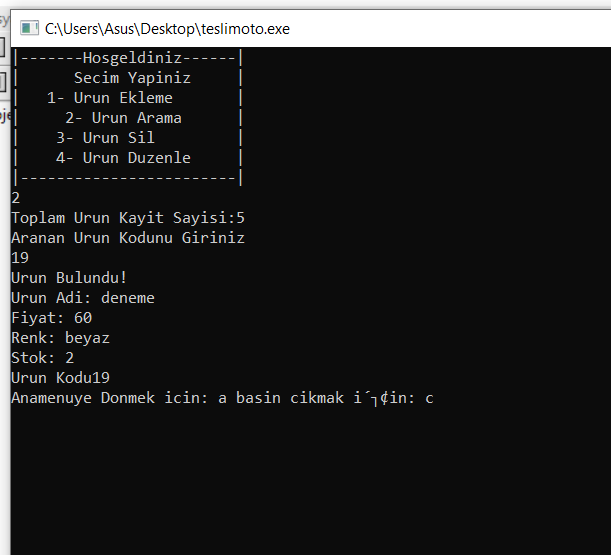 C:\Users\Asus\Desktop\teslimoto.exe
|-------Hosgeldiniz------|
|      Secim Yapiniz     |
|   1- Urun Ekleme       |
|     2- Urun Arama      |
|    3- Urun Sil         |
|    4- Urun Duzenle     |
|------------------------|
2
Toplam Urun Kayit Sayisi:5
Aranan Urun Kodunu Giriniz
19
Urun Bulundu!
Urun Adi: deneme
Fiyat: 60
Renk: beyaz
Stok: 2
Urun Kodu19
Anamenuye Donmek icin: a basin cikmak i´┐¢in: c